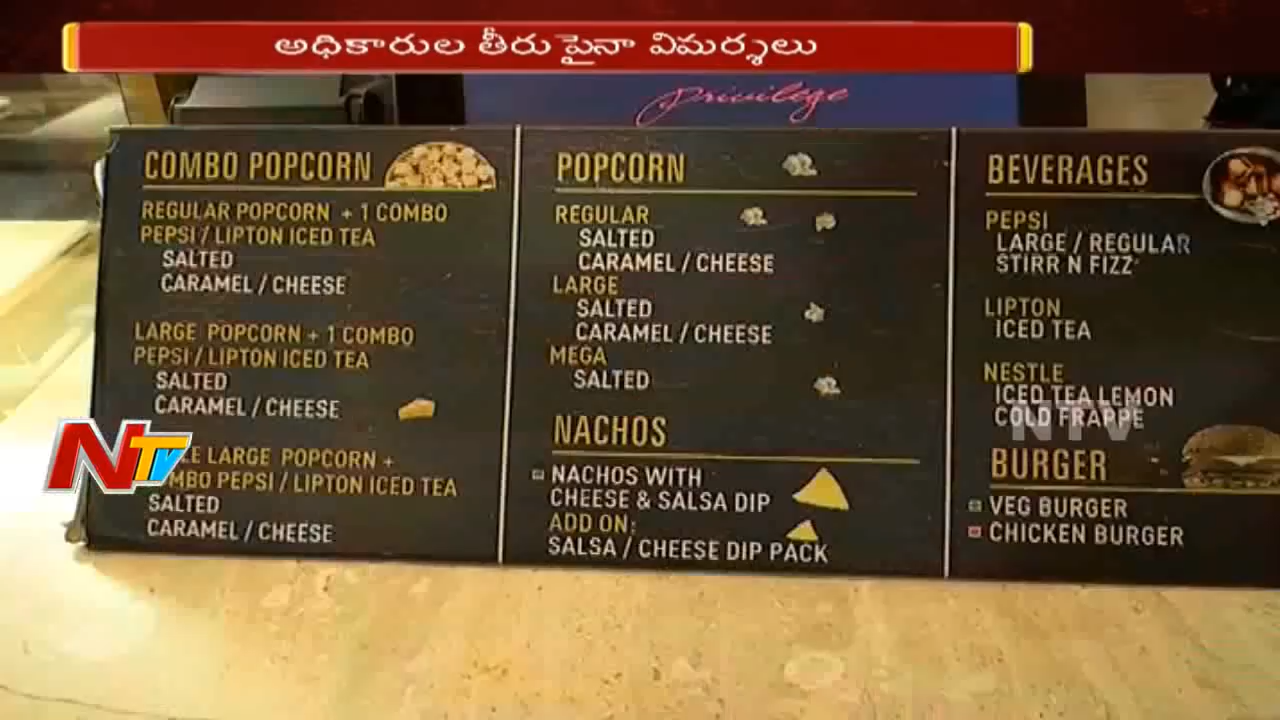 అధికారుల తీరుపైనా విమర్శలు
privilege
COMBO POPCORN
REGULAR POPCORN + 1 COMBO
PEPSI / LIPTON ICED TEA
SALTED
CARAMEL / CHEESE
LARGE POPCORN + 1 COMBO
PEPSI / LIPTON ICED TEA
SALTED
CARAMEL / CHEESE
LARGE POPCORN +
PEPSI / LIPTON ICED TEA
SALTED
CARAMEL / CHEESE
POPCORN
REGULAR
SALTED
CARAMEL / CHEESE
LARGE
SALTED
CARAMEL / CHEESE
MEGA
SALTED
NACHOS
NACHOS WITH
CHEESE & SALSA DIP
ADD ON:
SALSA / CHEESE DIP PACK
BEVERAGES
PEPSI
LARGE / REGULAR
STIRR N FIZZ
LIPTON
ICED TEA
NESTLE
ICED TEA LEMON
COLD FRAPPE
BURGER
VEG BURGER
CHICKEN BURGER
NTV
NTV